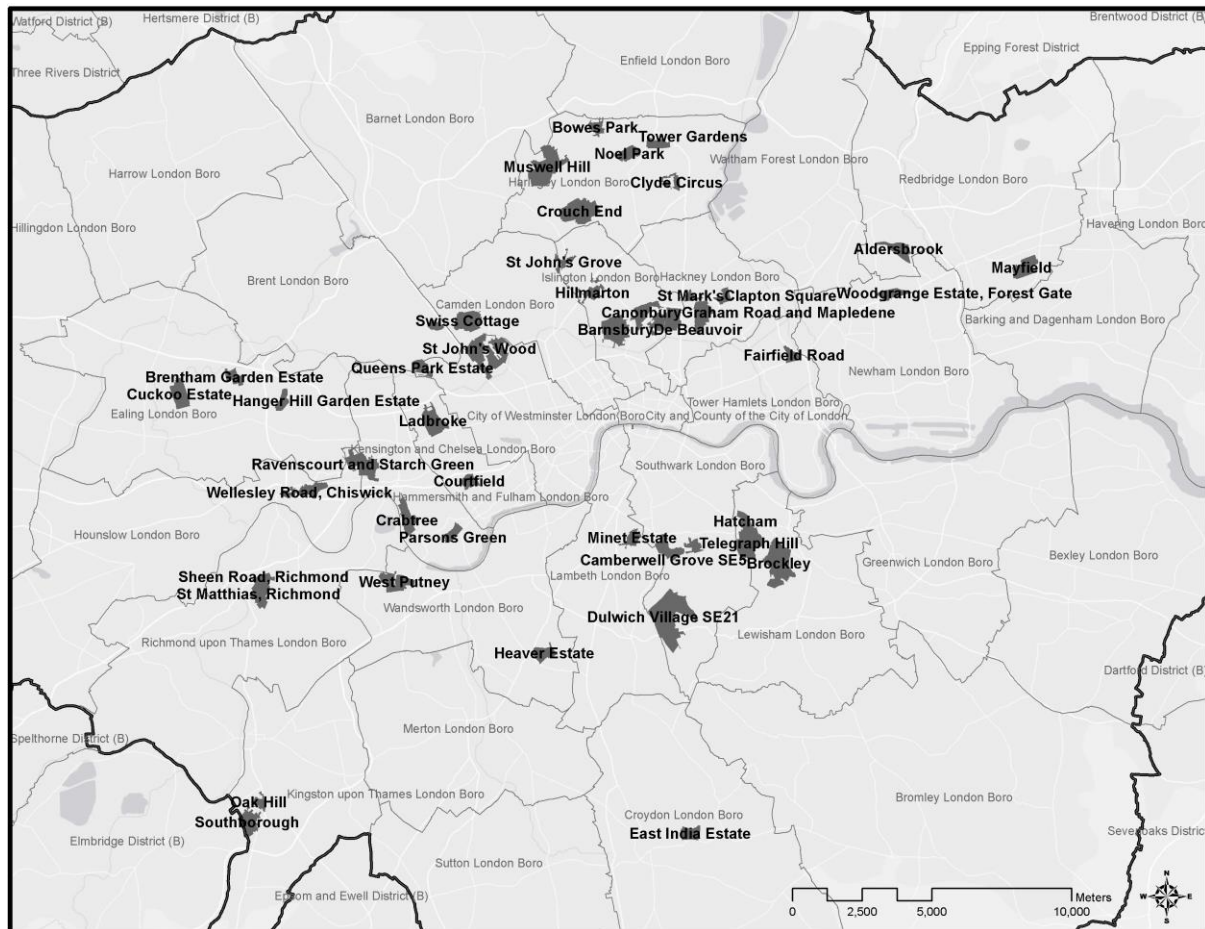 Watford District (B)
Hertsmere District (B)
Brentwood District (B)
Epping Forest District
Three Rivers District
Enfield London Boro
Barnet London Boro
Bowes Park
Tower Gardens
Noel Park
Waltham Forest London Boro
Muswell Hill
Harrow London Boro
Haringey London Boro
Clyde Circus
Redbridge London Boro
Crouch End
Hillingdon London Boro
Havering London Boro
Aldersbrook
St John's Grove
Mayfield
Islington London Boro
Hackney London Boro
Brent London Boro
Hillmarton
St Mark's
Clapton Square
Woodgrange Estate, Forest Gate
Camden London Boro
Canonbury
Graham Road and Mapledene
Swiss Cottage
Barnsbury
De Beauvoir
Barking and Dagenham London Boro
St John's Wood
Fairfield Road
Queens Park Estate
Newham London Boro
Brentham Garden Estate
Cuckoo Estate
Hanger Hill Garden Estate
Tower Hamlets London Boro
Ealing London Boro
Ladbroke
City of Westminster London Boro
City and County of the City of London
Kensington and Chelsea London Boro
Ravenscourt and Starch Green
Southwark London Boro
Courtfield
Wellesley Road, Chiswick
Hammersmith and Fulham London Boro
Crabtree
Hatcham
Hounslow London Boro
Parsons Green
Minet Estate
Telegraph Hill
Camberwell Grove SE5
Brockley
Bexley London Boro
Greenwich London Boro
Sheen Road, Richmond
West Putney
Lambeth London Boro
St Matthias, Richmond
Wandsworth London Boro
Dulwich Village SE21
Lewisham London Boro
Richmond upon Thames London Boro
Heaver Estate
Dartford District (B)
Merton London Boro
Spelthorne District (B)
Oak Hill
Kingston upon Thames London Boro
Bromley London Boro
Southborough
Croydon London Boro
East India Estate
Sevenoaks District
Elmbridge District (B)
Sutton London Boro
Epsom and Ewell District (B)
Meters
0
2,500
5,000
10,000
N
W
E
S